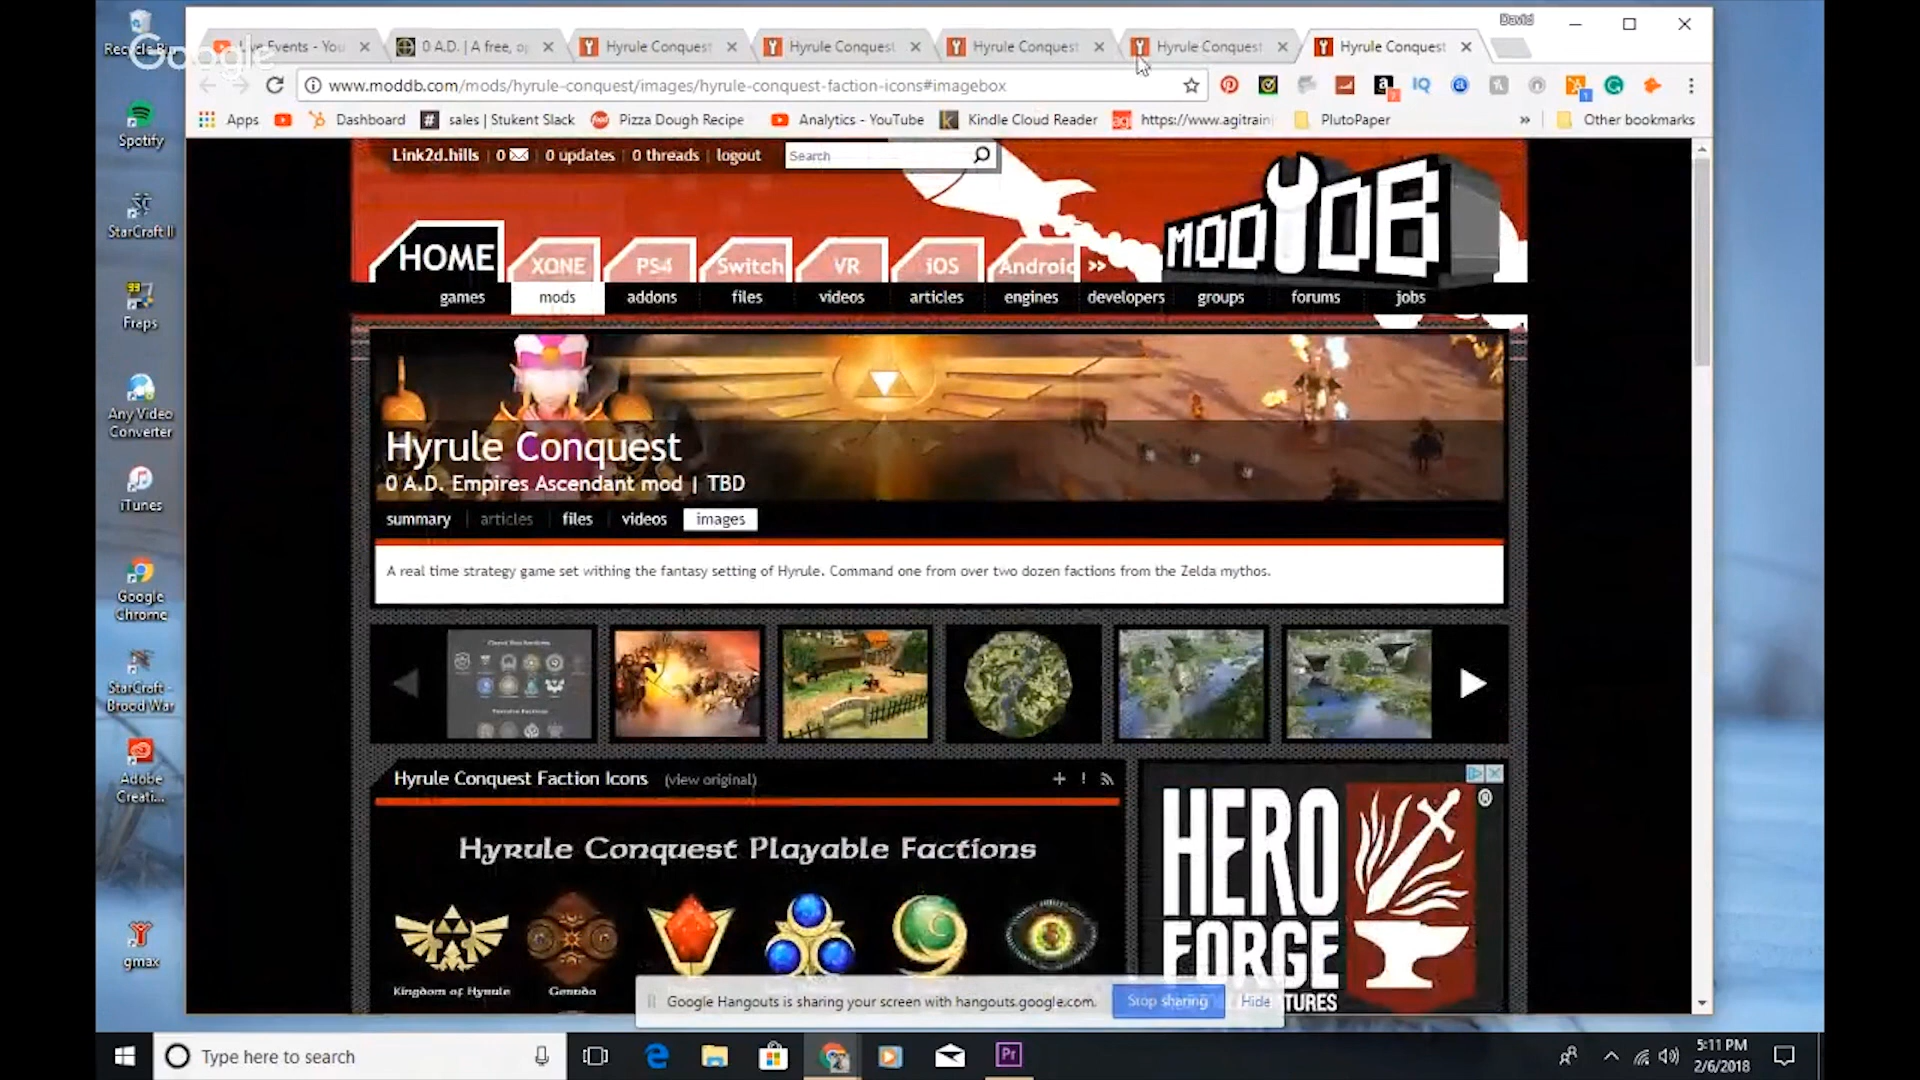 David
Recycle Bin
Google
Live Events - You
0 A.D. | A free, op
Hyrule Conquest
Hyrule Conquest
Hyrule Conquest
Hyrule Conquest
Hyrule Conquest
www.moddb.com/mods/hyrule-conquest/images/hyrule-conquest-faction-icons#imagebox
Apps
Dashboard
sales | Stukent Slack
Pizza Dough Recipe
Analytics - YouTube
Kindle Cloud Reader
https://www.agitrain
PlutoPaper
»
Other bookmarks
Spotify
StarCraft II
Fraps
Any Video
Converter
iTunes
Google
Chrome
StarCraft -
Brood War
Adobe
Creati...
gmax
Link2d.hills | 0 | 0 updates | 0 threads | logout
Search
HOME
XONE
PS4
Switch
VR
iOS
Android
»
MODDB
games
mods
addons
files
videos
articles
engines
developers
groups
forums
jobs
Hyrule Conquest
0 A.D. Empires Ascendant mod | TBD
summary
articles
files
videos
images
A real time strategy game set withing the fantasy setting of Hyrule. Command one from over two dozen factions from the Zelda mythos.
Hyrule Conquest Faction Icons (view original)
Hyrule Conquest Playable Factions
Kingdom of Hyrule
Gerudo
HERO
FORGE
Google Hangouts is sharing your screen with hangouts.google.com.
Stop sharing
Hide
Type here to search
Pr
5:11 PM
2/6/2018